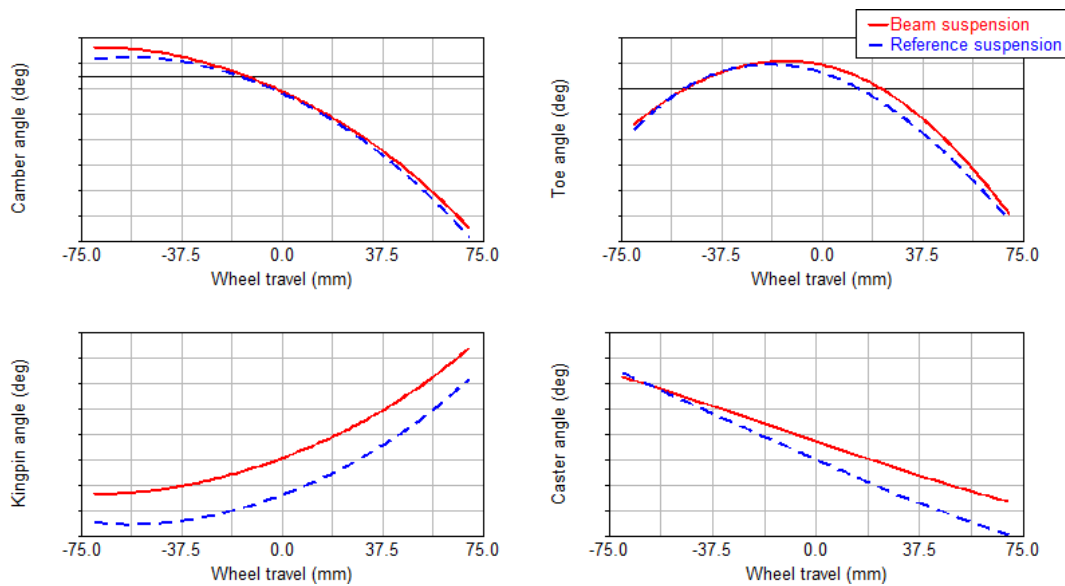 Beam suspension
Reference suspension
Camber angle (deg)
-75.0 -37.5 0.0 37.5 75.0
Wheel travel (mm)
Toe angle (deg)
-75.0 -37.5 0.0 37.5 75.0
Wheel travel (mm)
Kingpin angle (deg)
-75.0 -37.5 0.0 37.5 75.0
Wheel travel (mm)
Caster angle (deg)
-75.0 -37.5 0.0 37.5 75.0
Wheel travel (mm)